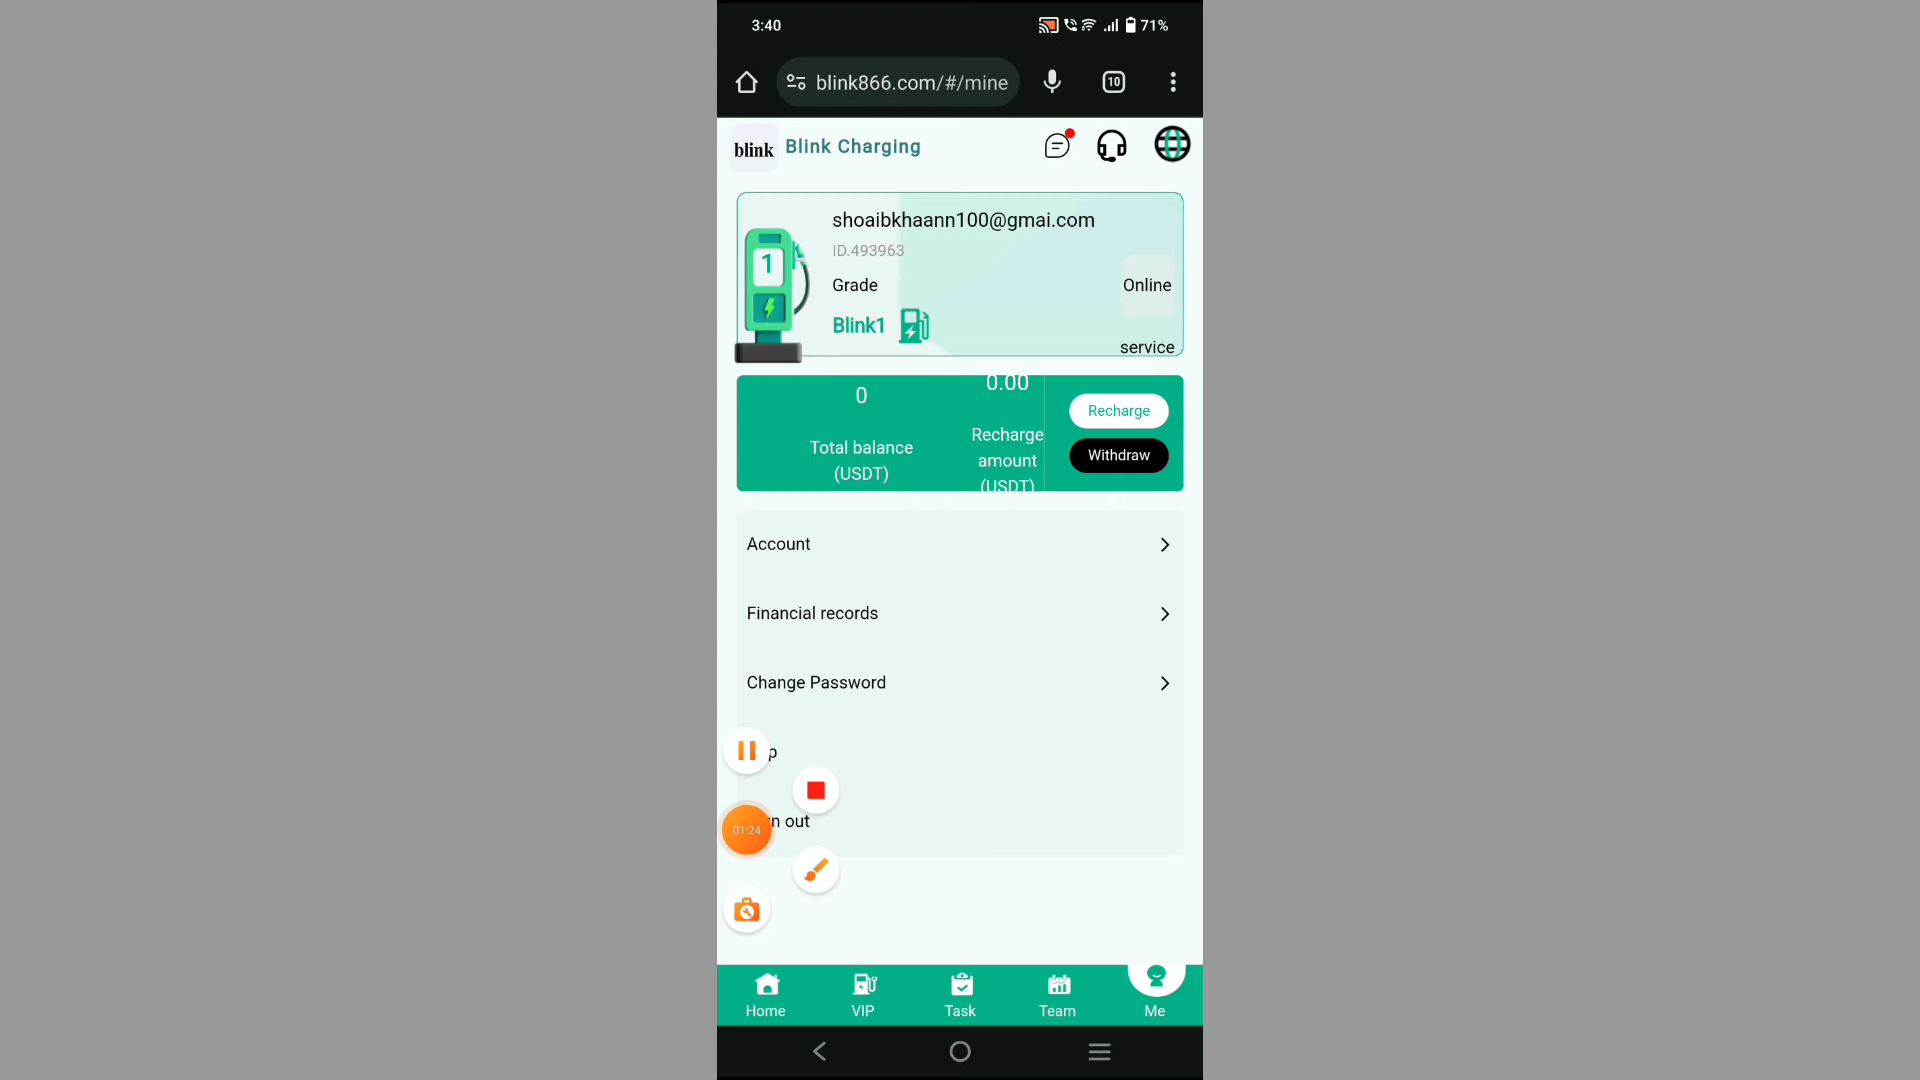 3:40
71%
blink866.com/#/mine
10
blink
Blink Charging
shoaibkhaann100@gmai.com
ID.493963
Grade
Online
Blink1
service
1
0
0.00
Total balance
(USDT)
Recharge
amount
(USDT)
Recharge
Withdraw
Account
Financial records
Change Password
p
n out
01:24
Home
VIP
Task
Team
Me